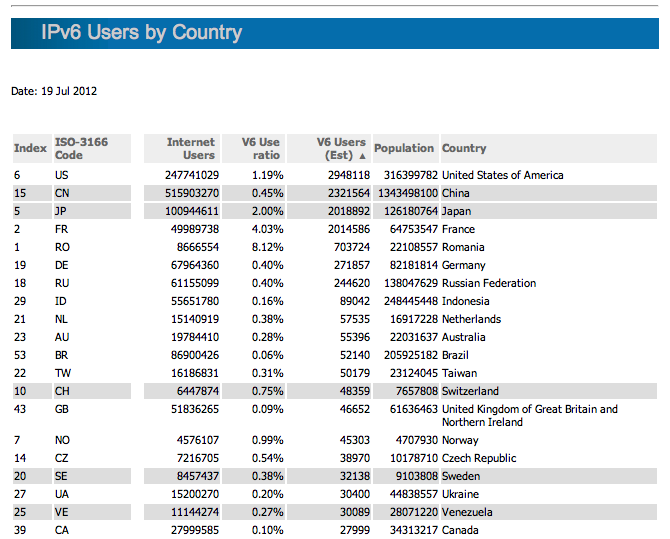 IPv6 Users by Country
Date: 19 Jul 2012
Index ISO-3166 Code Internet Users V6 Use ratio V6 Users (Est) ▲ Population Country
6 US 247741029 1.19% 2948118 316399782 United States of America
15 CN 515903270 0.45% 2321564 1343498100 China
5 JP 100944611 2.00% 2018892 126180764 Japan
2 FR 49989738 4.03% 2014586 64753547 France
1 RO 8666554 8.12% 703724 22108557 Romania
19 DE 67964360 0.40% 271857 82181814 Germany
18 RU 61155099 0.40% 244620 138047629 Russian Federation
29 ID 55651780 0.16% 89042 248445448 Indonesia
21 NL 15140919 0.38% 57535 16917228 Netherlands
23 AU 19784410 0.28% 55396 22031637 Australia
53 BR 86900426 0.06% 52140 205925182 Brazil
22 TW 16186831 0.31% 50179 23124045 Taiwan
10 CH 6447874 0.75% 48359 7657808 Switzerland
43 GB 51836265 0.09% 46652 61636463 United Kingdom of Great Britain and
Northern Ireland
7 NO 4576107 0.99% 45303 4707930 Norway
14 CZ 7216705 0.54% 38970 10178710 Czech Republic
20 SE 8457437 0.38% 32138 9103808 Sweden
27 UA 15200270 0.20% 30400 44838557 Ukraine
25 VE 11144274 0.27% 30089 28071220 Venezuela
39 CA 27999585 0.10% 27999 34313217 Canada